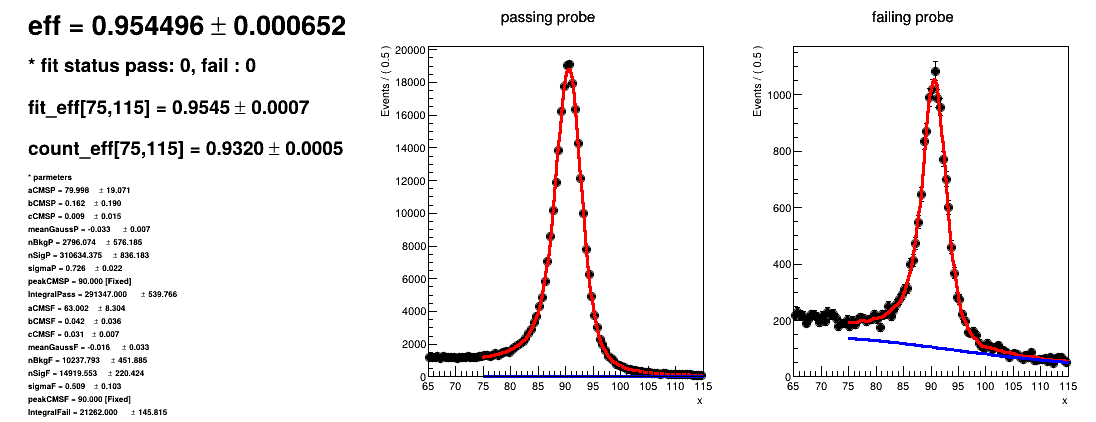 eff = 0.954496 ± 0.000652
* fit status pass: 0, fail : 0
fit_eff[75,115] = 0.9545 ± 0.0007
count_eff[75,115] = 0.9320 ± 0.0005
* parmeters
aCMSP = 79.998 ± 19.071
bCMSP = 0.162 ± 0.190
cCMSP = 0.009 ± 0.015
meanGaussP = -0.033 ± 0.007
nBkgP = 2796.074 ± 576.185
nSigP = 310634.375 ± 836.183
sigmaP = 0.726 ± 0.022
peakCMSP = 90.000 [Fixed]
IntegralPass = 291347.000 ± 539.766
aCMSF = 63.002 ± 8.304
bCMSF = 0.042 ± 0.036
cCMSF = 0.031 ± 0.007
meanGaussF = -0.016 ± 0.033
nBkgF = 10237.793 ± 451.885
nSigF = 14919.553 ± 220.424
sigmaF = 0.509 ± 0.103
peakCMSF = 90.000 [Fixed]
IntegralFail = 21262.000 ± 145.815
passing probe
Events / ( 0.5 )
20000
18000
16000
14000
12000
10000
8000
6000
4000
2000
0
65 70 75 80 85 90 95 100 105 110 115
x
failing probe
Events / ( 0.5 )
1000
800
600
400
200
0
65 70 75 80 85 90 95 100 105 110 115
x